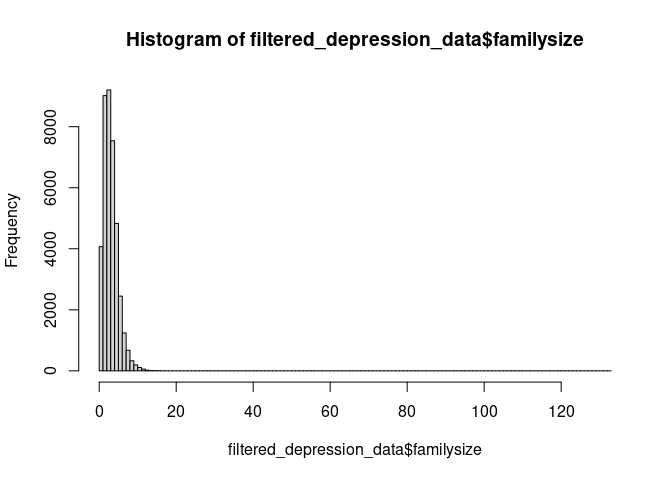 Histogram of filtered_depression_data$familysize
Frequency
0
2000
4000
6000
8000
0 20 40 60 80 100 120
filtered_depression_data$familysize